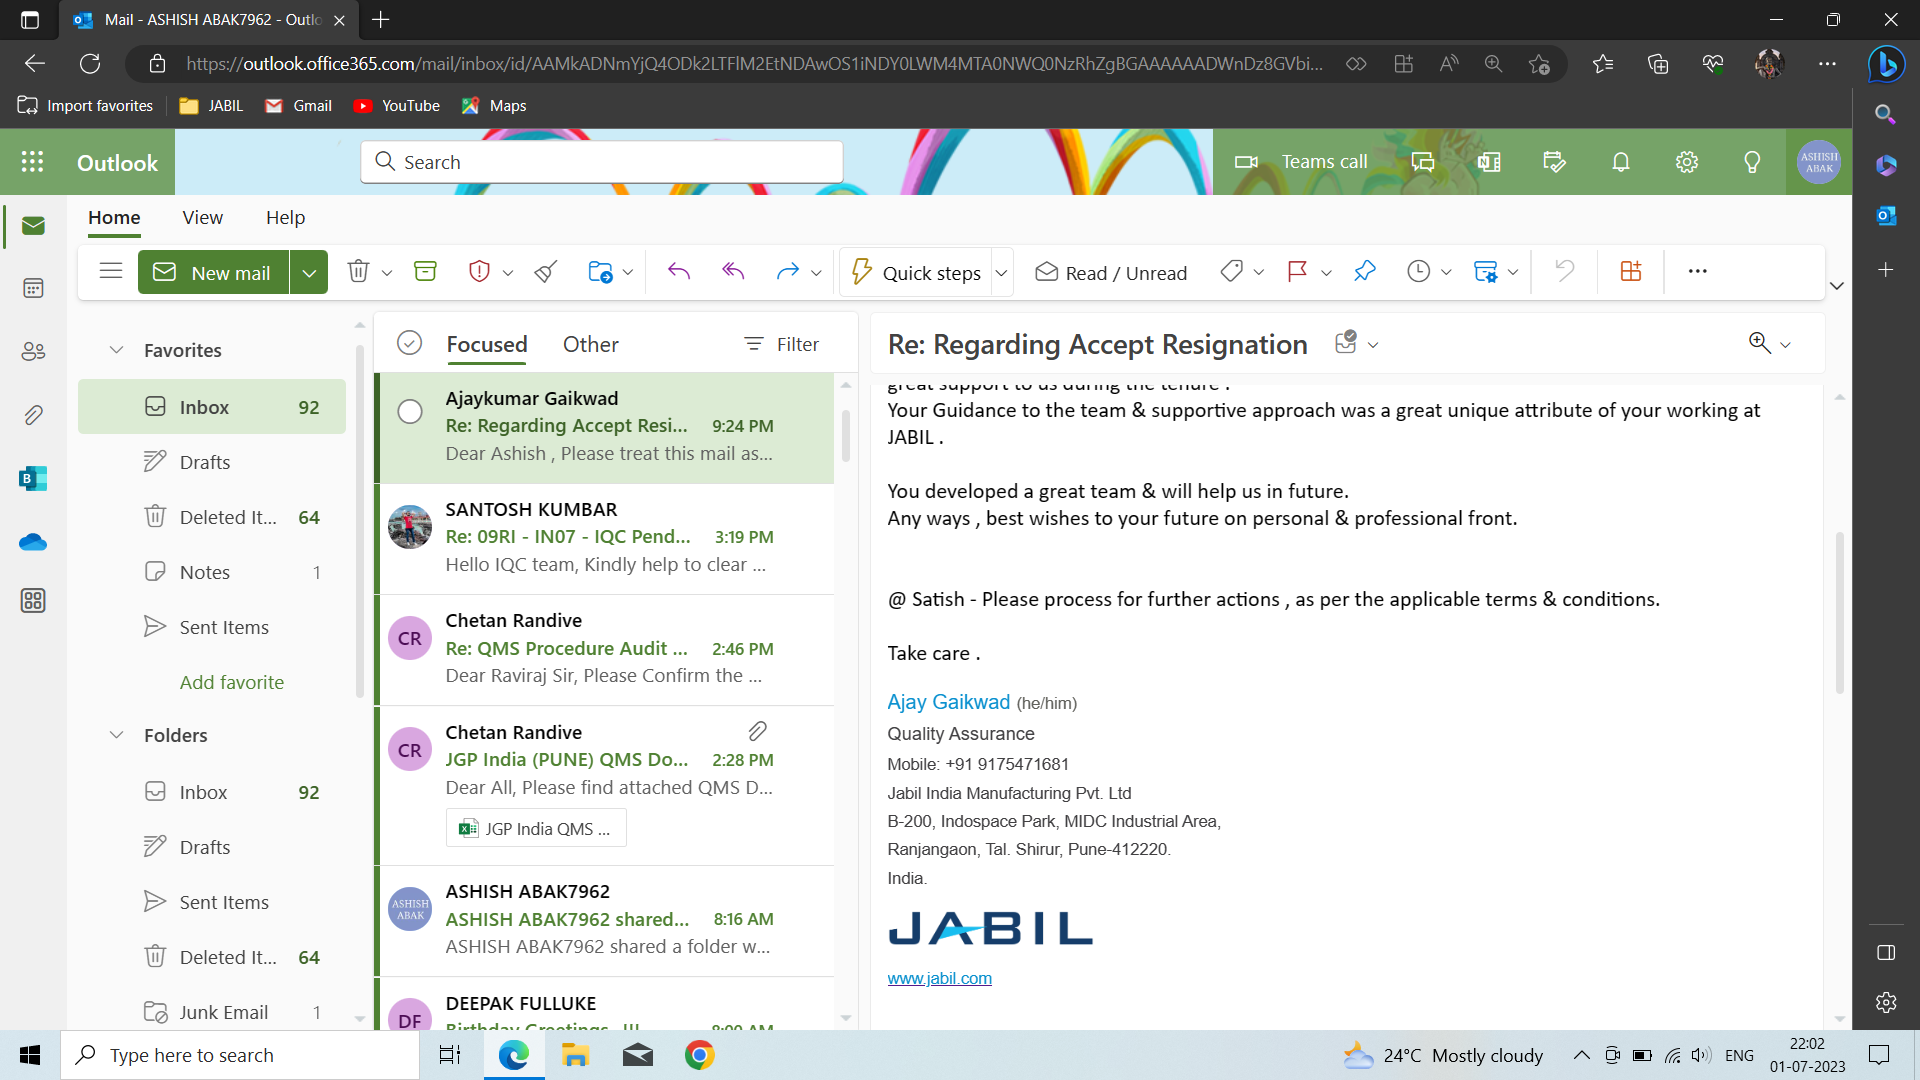 Mail - ASHISH ABAK7962 - Outlo
https://outlook.office365.com/mail/inbox/id/AAMkADNmYjQ4ODk2LTFlM2EtNDAwOS1iNDY0LWM4MTA0NWQ0NzRhZgBGAAAAAADWnDz8GVbi...
Import favorites
JABIL
Gmail
YouTube
Maps
Outlook
Search
Teams call
ASHISH
ABAK
Home
View
Help
New mail
Quick steps
Read / Unread
Favorites
Inbox 92
Drafts
Deleted It... 64
Notes 1
Sent Items
Add favorite
Folders
Inbox 92
Drafts
Sent Items
Deleted It... 64
Junk Email 1
Focused
Other
Filter
Ajaykumar Gaikwad
Re: Regarding Accept Resi... 9:24 PM
Dear Ashish , Please treat this mail as...
SANTOSH KUMBAR
Re: 09RI - IN07 - IQC Pend... 3:19 PM
Hello IQC team, Kindly help to clear ...
CR
Chetan Randive
Re: QMS Procedure Audit ... 2:46 PM
Dear Raviraj Sir, Please Confirm the ...
CR
Chetan Randive
JGP India (PUNE) QMS Do... 2:28 PM
Dear All, Please find attached QMS D...
JGP India QMS ...
ASHISH
ABAK
ASHISH ABAK7962
ASHISH ABAK7962 shared... 8:16 AM
ASHISH ABAK7962 shared a folder w...
DF
DEEPAK FULLUKE
Birthday Greetings...!!! 8:00 AM
Re: Regarding Accept Resignation
great support to us during the tenure .
Your Guidance to the team & supportive approach was a great unique attribute of your working at
JABIL .
You developed a great team & will help us in future.
Any ways , best wishes to your future on personal & professional front.
@ Satish - Please process for further actions , as per the applicable terms & conditions.
Take care .
Ajay Gaikwad (he/him)
Quality Assurance
Mobile: +91 9175471681
Jabil India Manufacturing Pvt. Ltd
B-200, Indospace Park, MIDC Industrial Area,
Ranjangaon, Tal. Shirur, Pune-412220.
India.
JABIL
www.jabil.com
Type here to search
24°C Mostly cloudy
ENG
22:02
01-07-2023